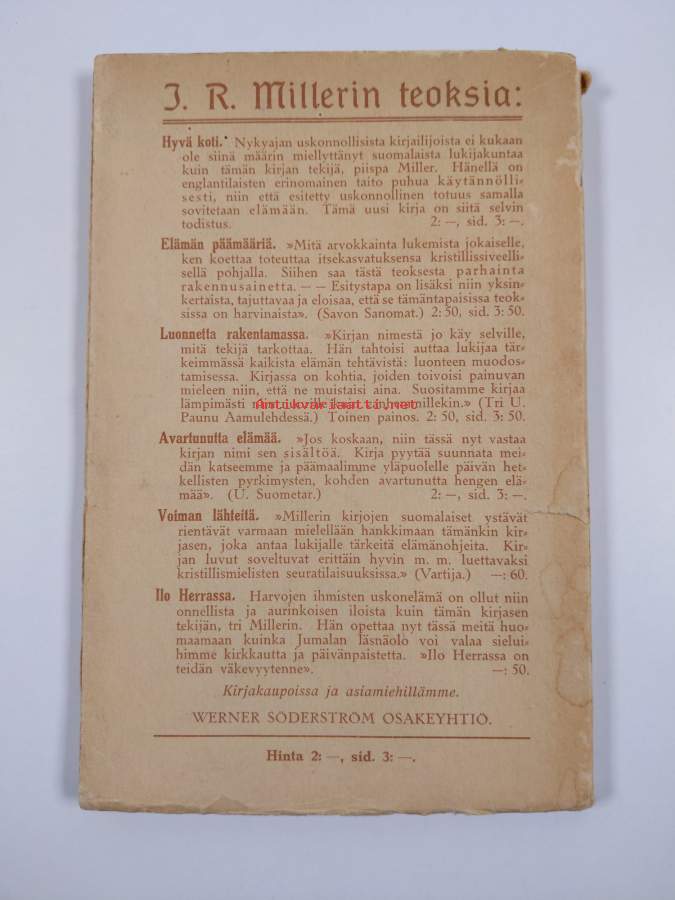 J. R. Millerin teoksia:
Hyvä koti. Nykyajan uskonnollisista kirjailijoista ei kukaan
ole siinä määrin miellyttänyt suomalaista lukijakuntaa
kuin tämän kirjan tekijä, piispa Miller. Hänellä on
englantilaisten erinomainen taito puhua käytännölli-
sesti, niin että esitetty uskonnollinen totuus samalla
sovitetaan elämään. Tämä uusi kirja on siitä selvin
todistus. 2: —, sid. 3: —.
Elämän päämääriä. »Mitä arvokkainta lukemista jokaiselle,
ken koettaa toteuttaa itsekasvatuksensa kristillissiveelli-
sellä pohjalla. Siihen saa tästä teoksesta parhainta
rakennusainetta. — — Esitystapa on lisäksi niin yksin-
kertaista, tajuttavaa ja eloisaa, että se tämäntapaisissa teok-
sissa on harvinaista». (Savon Sanomat.) 2: 50, sid. 3: 50.
Luonnetta rakentamassa. »Kirjan nimestä jo käy selville,
mitä tekijä tarkottaa. Hän tahtoisi auttaa lukijaa tär-
keimmässä kaikista elämän tehtävistä: luonteen muodos-
tamisessa. Kirjassa on kohtia, joiden toivoisi painuvan
mieleen niin, että ne muistaisi aina. Suositamme kirjaa
lämpimästi niin nuorille kuin vanhemmillekin.» (Tri U.
Antikvariaatti.net
Paunu Aamulehdessä.) Toinen painos. 2: 50, sid. 3: 50.
Avartunutta elämää. »Jos koskaan, niin tässä nyt vastaa
kirjan nimi sen sisältöä. Kirja pyytää suunnata mei-
dän katseemme ja päämaalimme yläpuolelle päivän het-
kellisten pyrkimysten, kohden avartunutta hengen elä-
mää». (U. Suometar.) 2: —, sid. 3: —.
Voiman lähteitä. »Millerin kirjojen suomalaiset ystävät
rientävät varmaan mielellään hankkimaan tämänkin kir-
jasen, joka antaa lukijalle tärkeitä elämänohjeita. Kir-
jan luvut soveltuvat erittäin hyvin m. m. luettavaksi
kristillismielisten seuratilaisuuksissa.» (Vartija.) —: 60.
Ilo Herrassa. Harvojen ihmisten uskonelämä on ollut niin
onnellista ja aurinkoisen iloista kuin tämän kirjasen
tekijän, tri Millerin. Hän opettaa nyt tässä meitä huo-
maamaan kuinka Jumalan läsnäolo voi valaa sielui-
himme kirkkautta ja päivänpaistetta. »Ilo Herrassa on
teidän väkevyytenne». —: 50.
Kirjakaupoissa ja asiamiehillämme.
WERNER SÖDERSTRÖM OSAKEYHTIÖ.
Hinta 2: —, sid. 3: —.